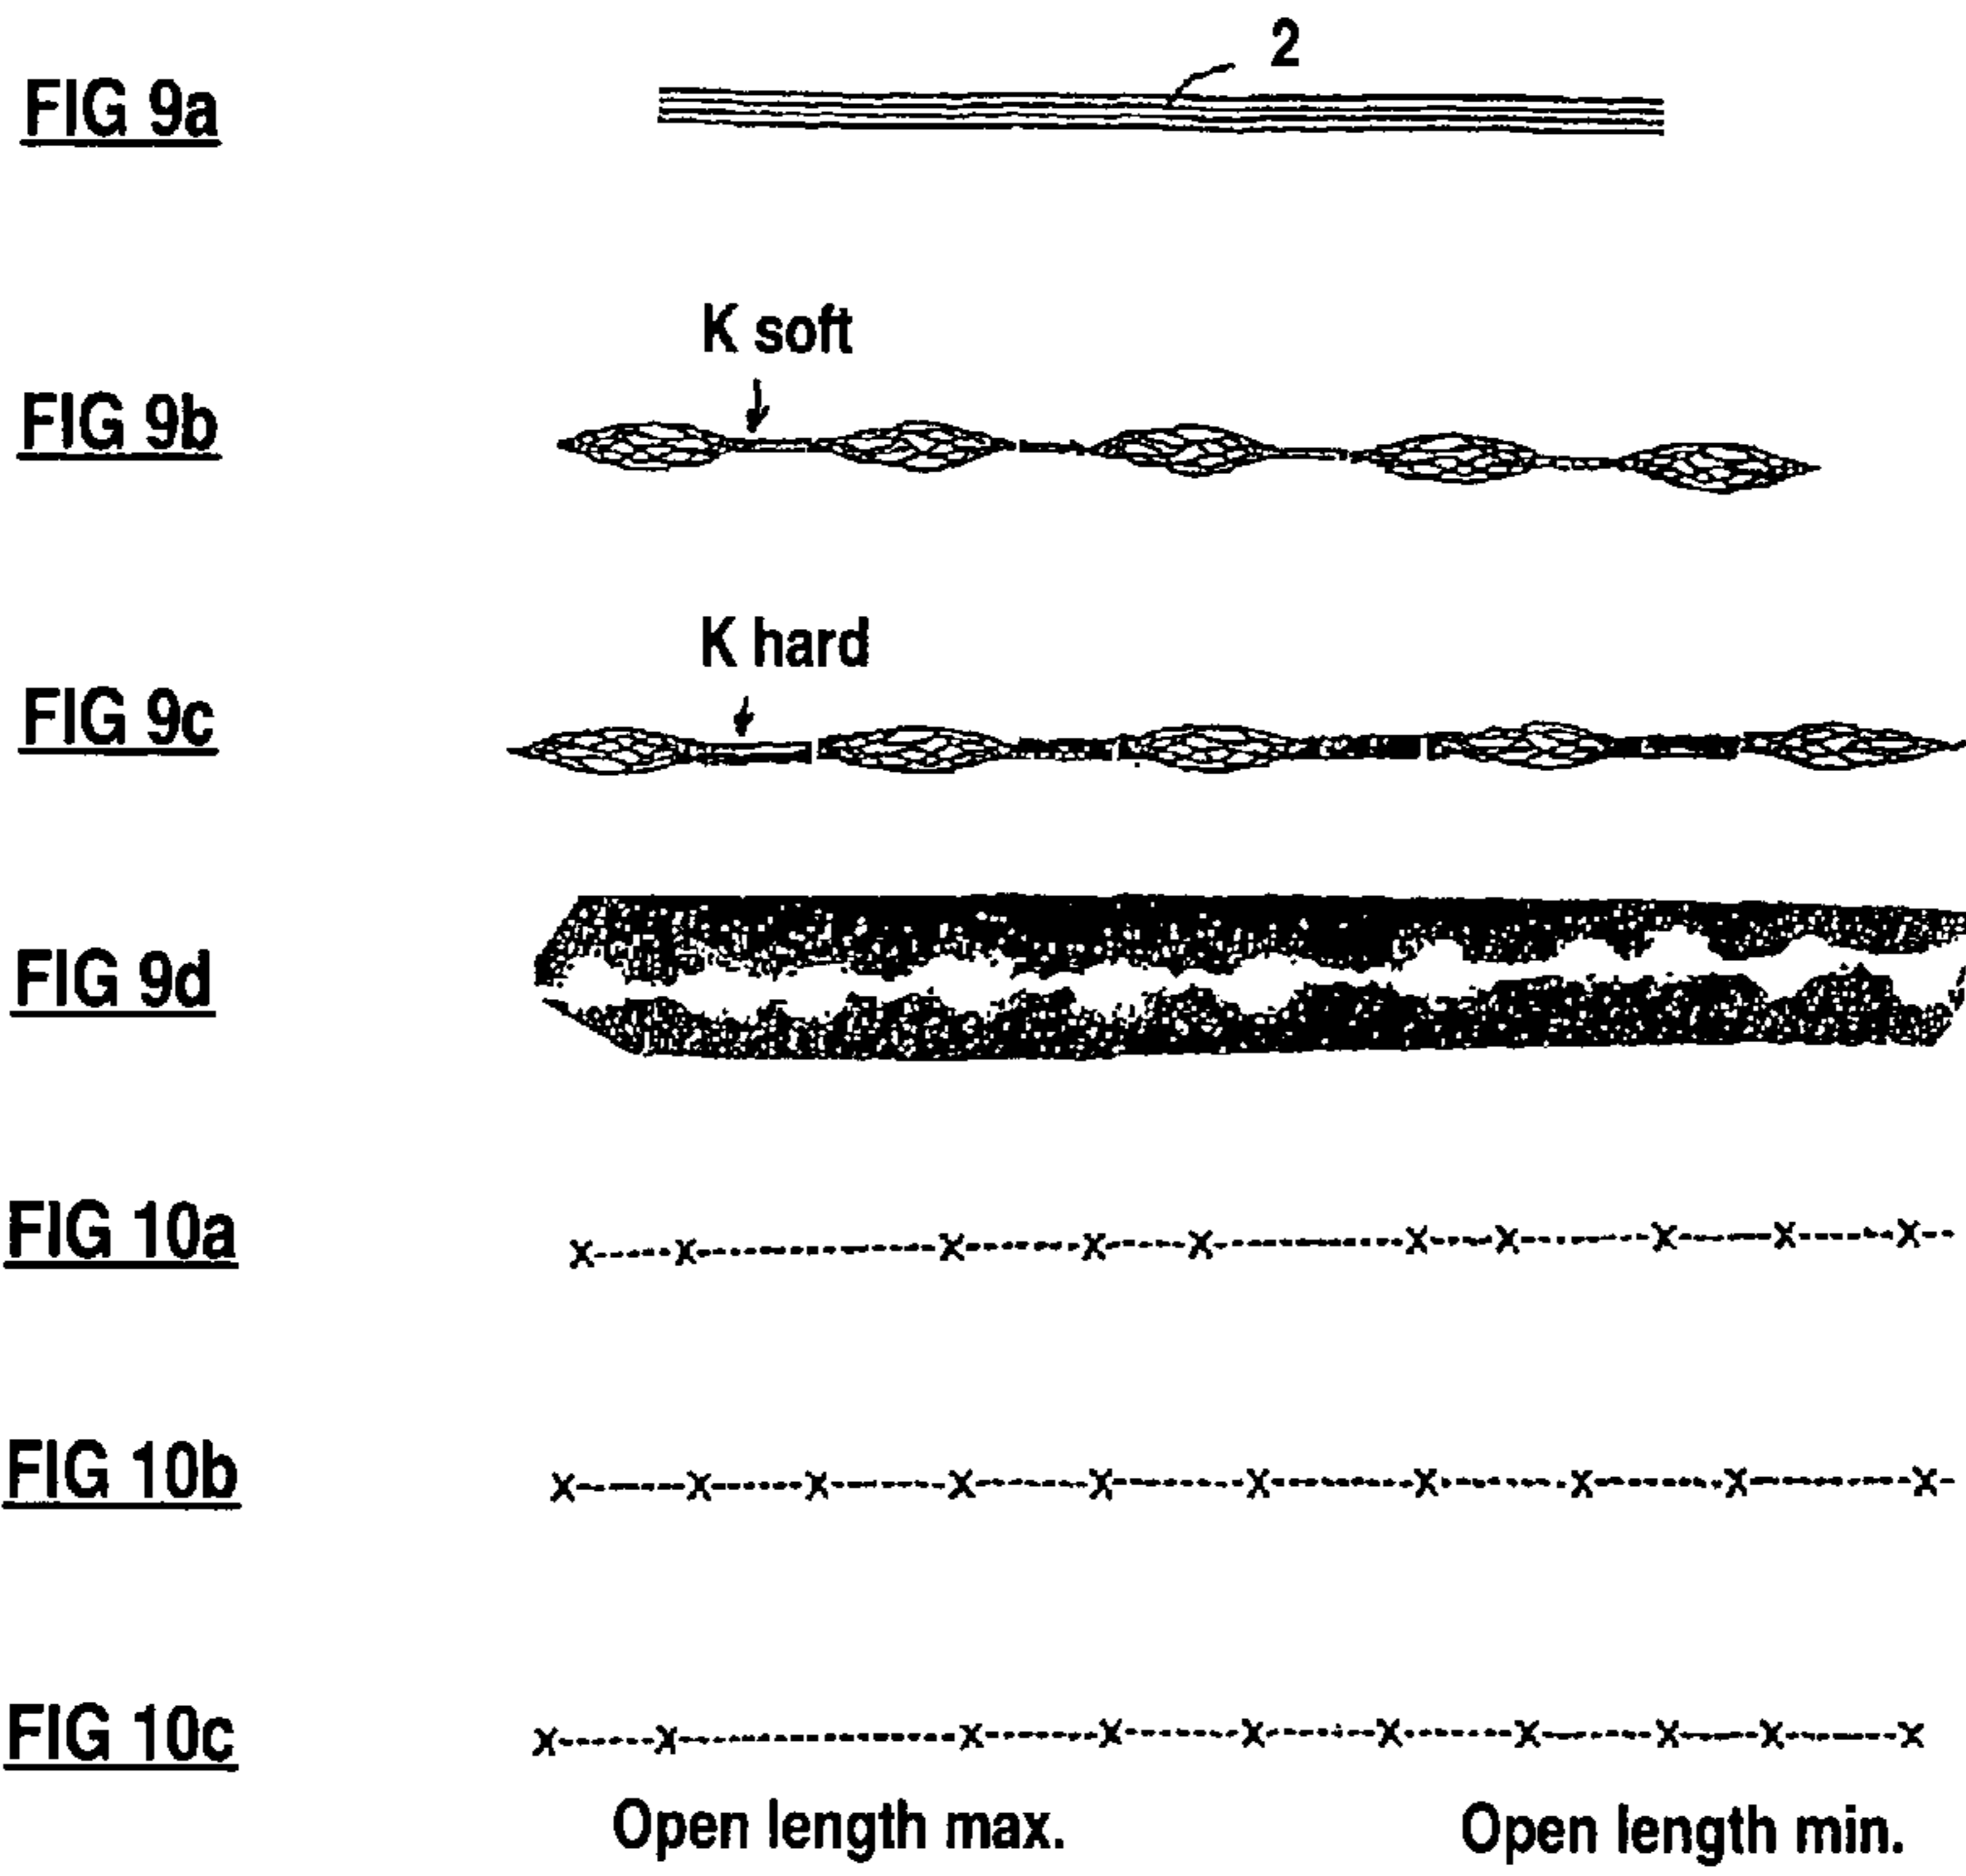 FIG 9a
2
K soft
FIG 9b
K hard
FIG 9c
FIG 9d
FIG 10a
FIG 10b
FIG 10c
Open length max. Open length min.